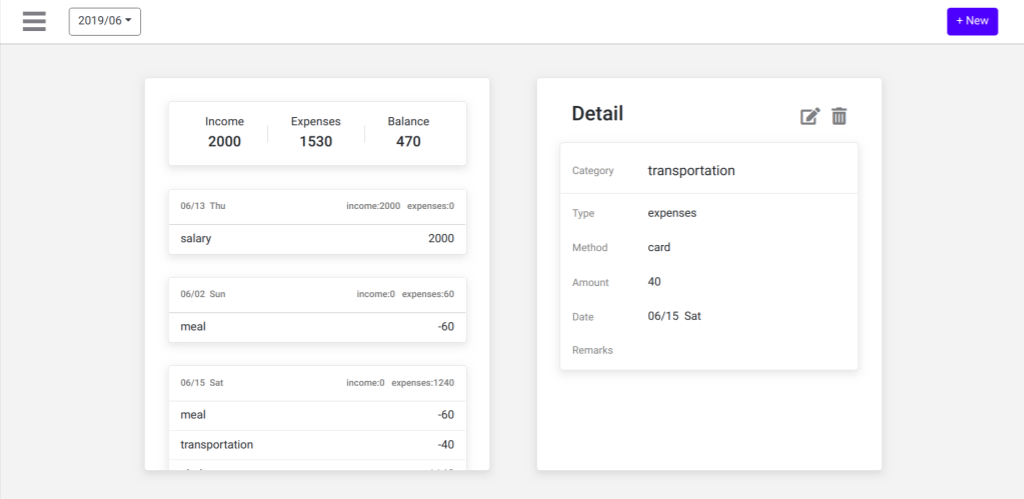 2019/06
+ New
Income Expenses Balance
2000 1530 470
06/13 Thu income:2000 expenses:0
salary 2000
06/02 Sun income:0 expenses:60
meal -60
06/15 Sat income:0 expenses:1240
meal -60
transportation -40
Detail
Category transportation
Type expenses
Method card
Amount 40
Date 06/15 Sat
Remarks